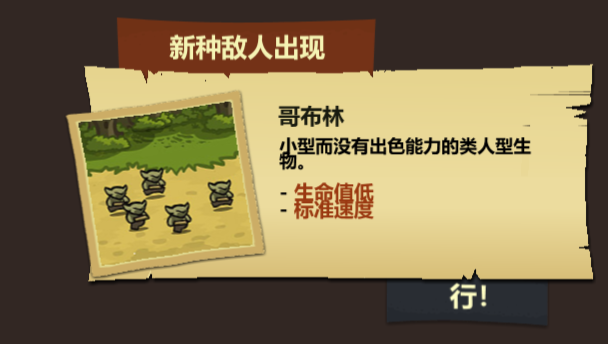 新种敌人出现
哥布林
小型而没有出色能力的类人型生
物。
- 生命值低
- 标准速度
行！